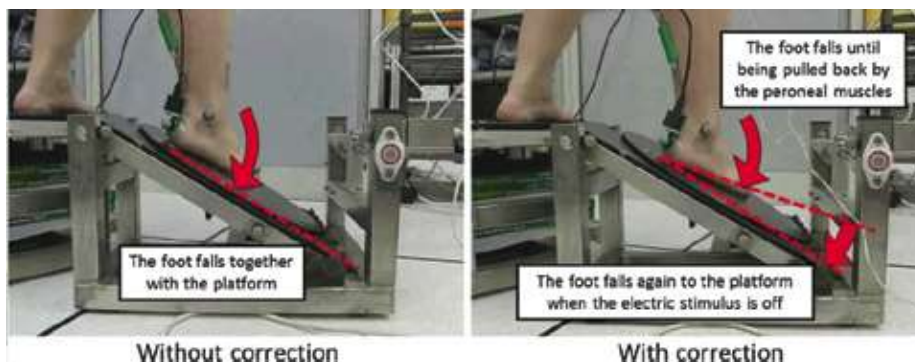 The foot falls together
with the platform
Without correction
The foot falls until
being pulled back by
the peroneal muscles
The foot falls again to the platform
when the electric stimulus is off
With correction